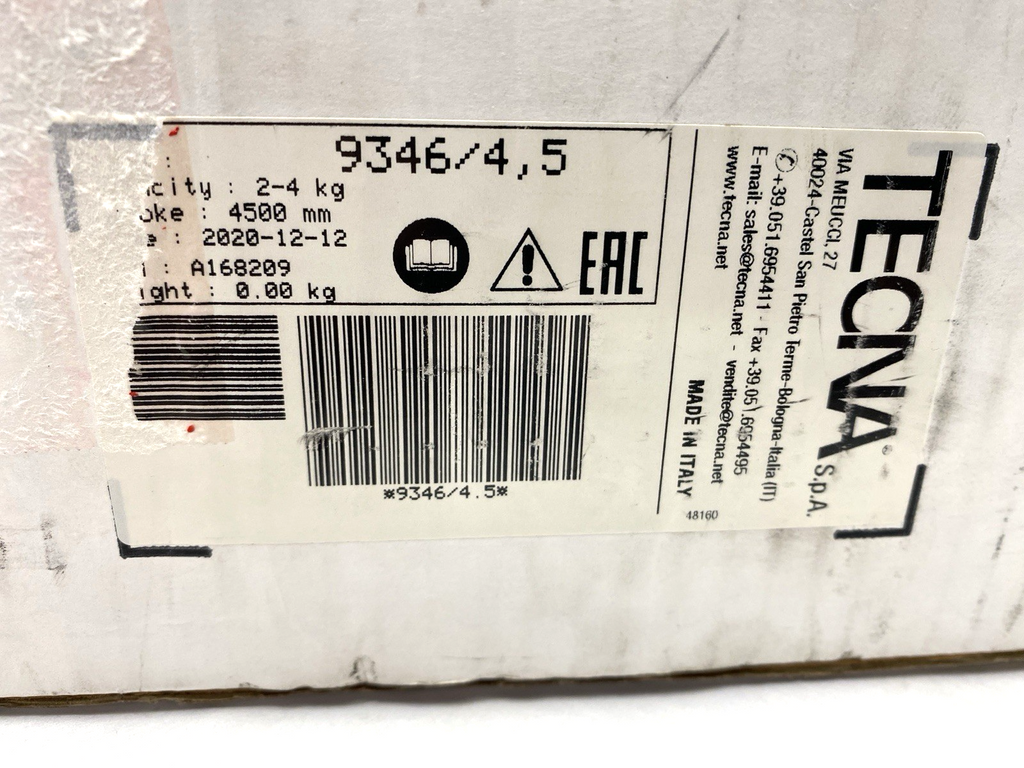 : 9346/4,5
city : 2-4 kg
oke : 4500 mm
e : 2020-12-12
: A168209
ight : 0.00 kg
EAC
*9346/4.5*
TECNA® S.p.A.
VIA MEUCCI, 27
40024-Castel San Pietro Terme-Bologna-Italia (IT)
✆+39.051.6954411 - Fax +39.051.6954495
E-mail: sales@tecna.net - vendite@tecna.net
www.tecna.net
MADE IN ITALY
48160